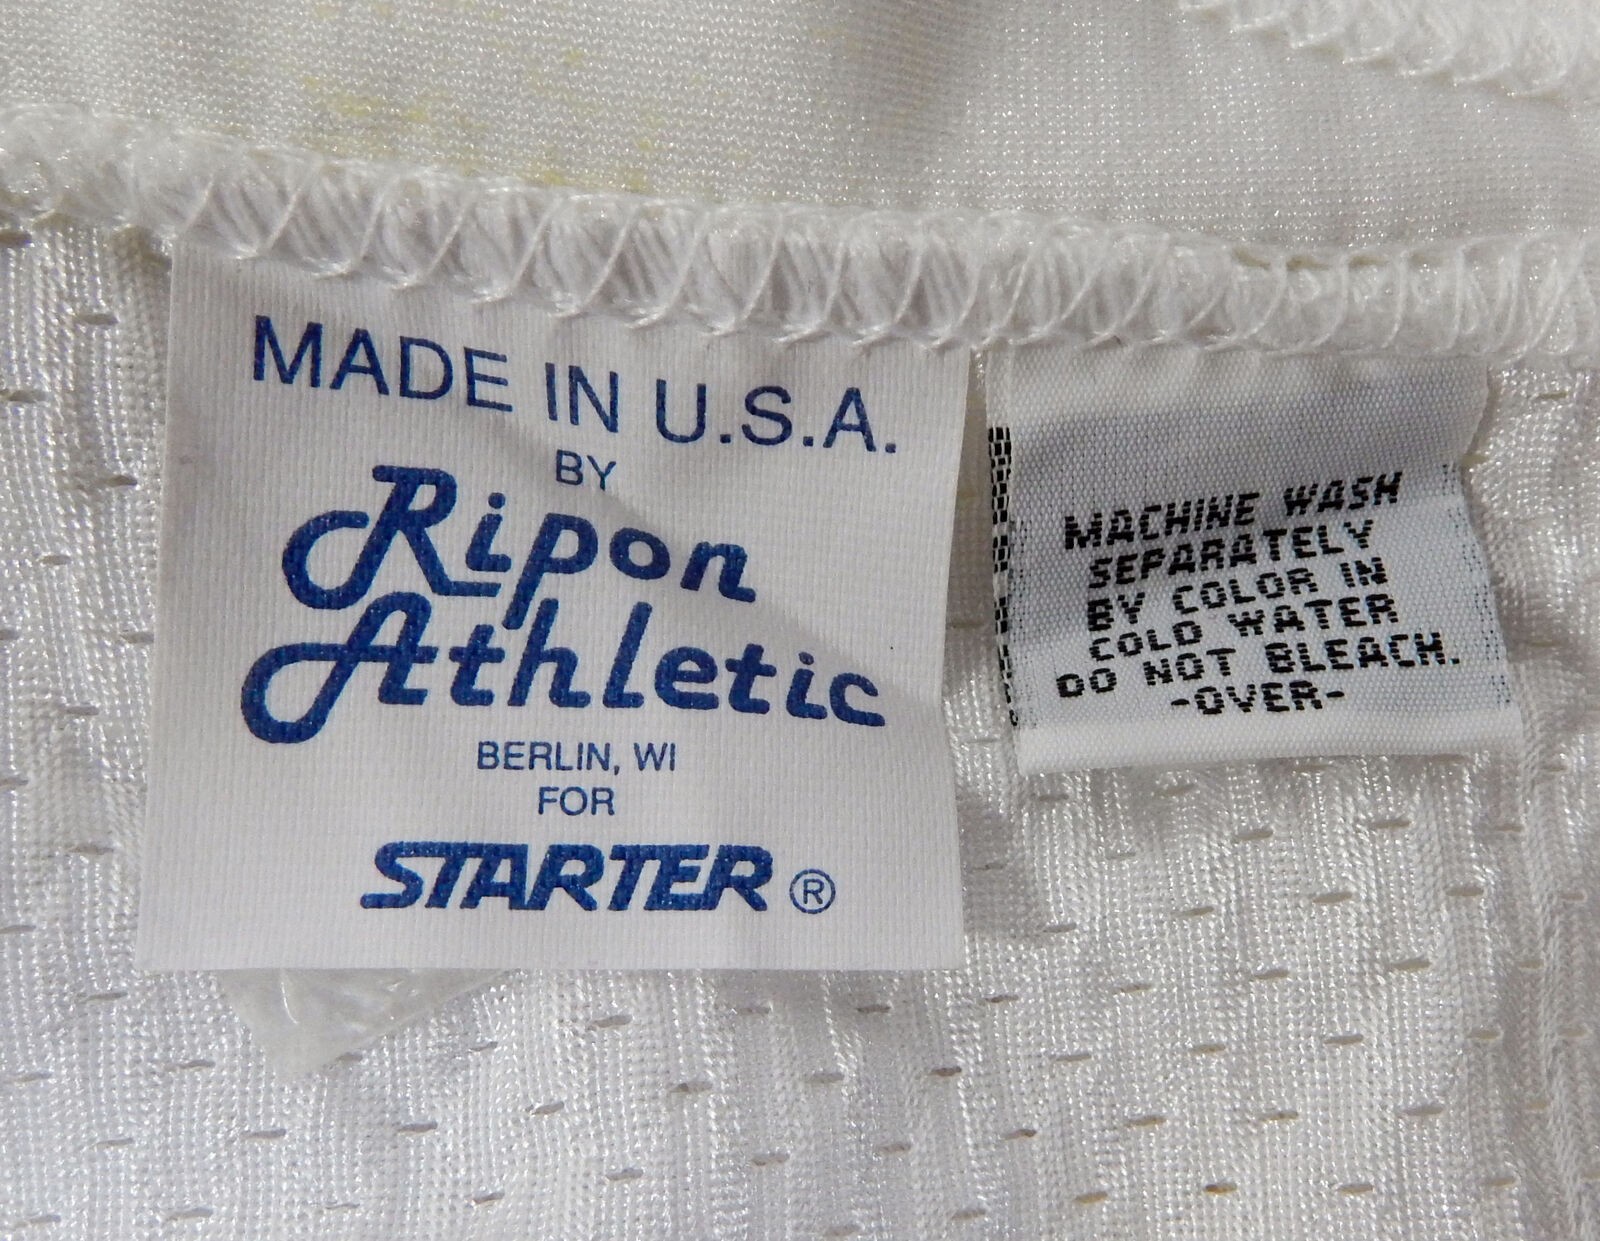 MADE IN U.S.A.
BY
Ripon
Athletic
BERLIN, WI
FOR
STARTER ®
MACHINE WASH
SEPARATELY
BY COLOR IN
COLD WATER
DO NOT BLEACH.
-OVER-